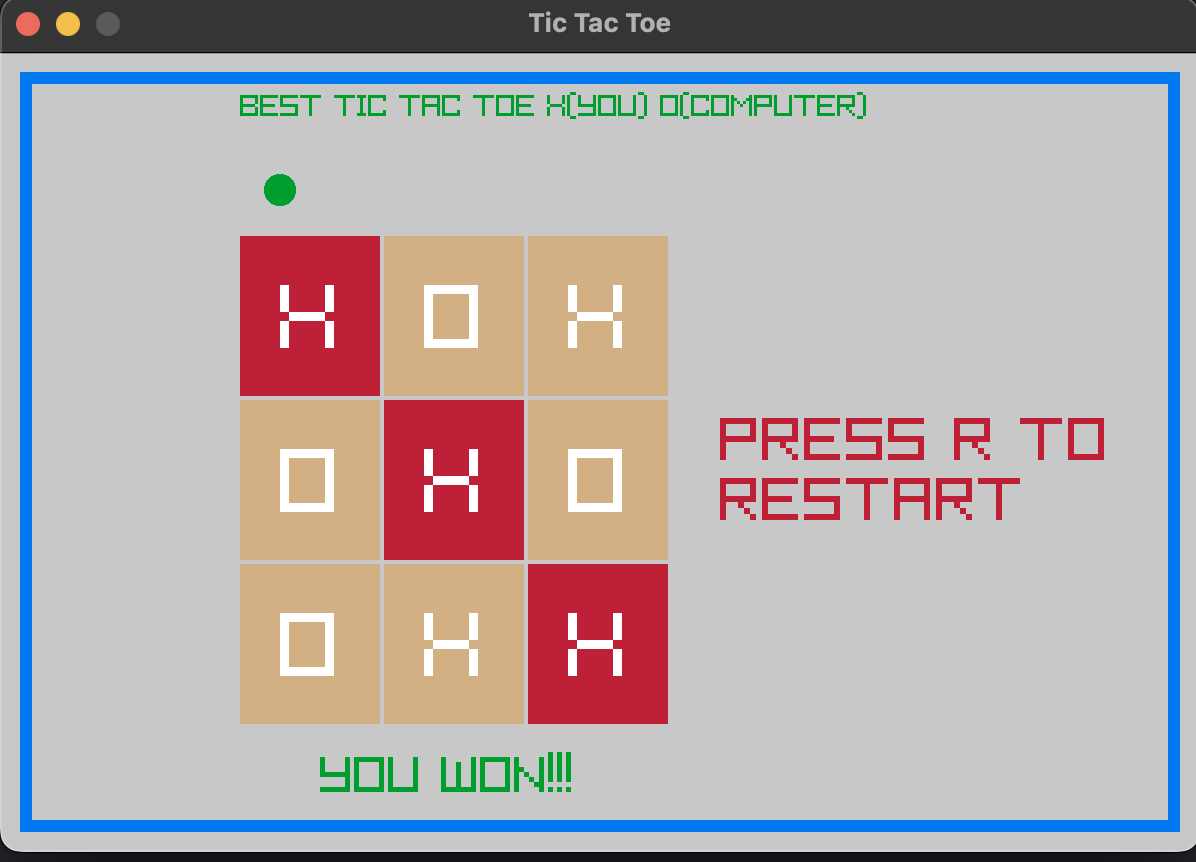 Tic Tac Toe
BEST TIC TAC TOE X(YOU) O(COMPUTER)
X O X
O X O
O X X
PRESS R TO
RESTART
YOU WON!!!